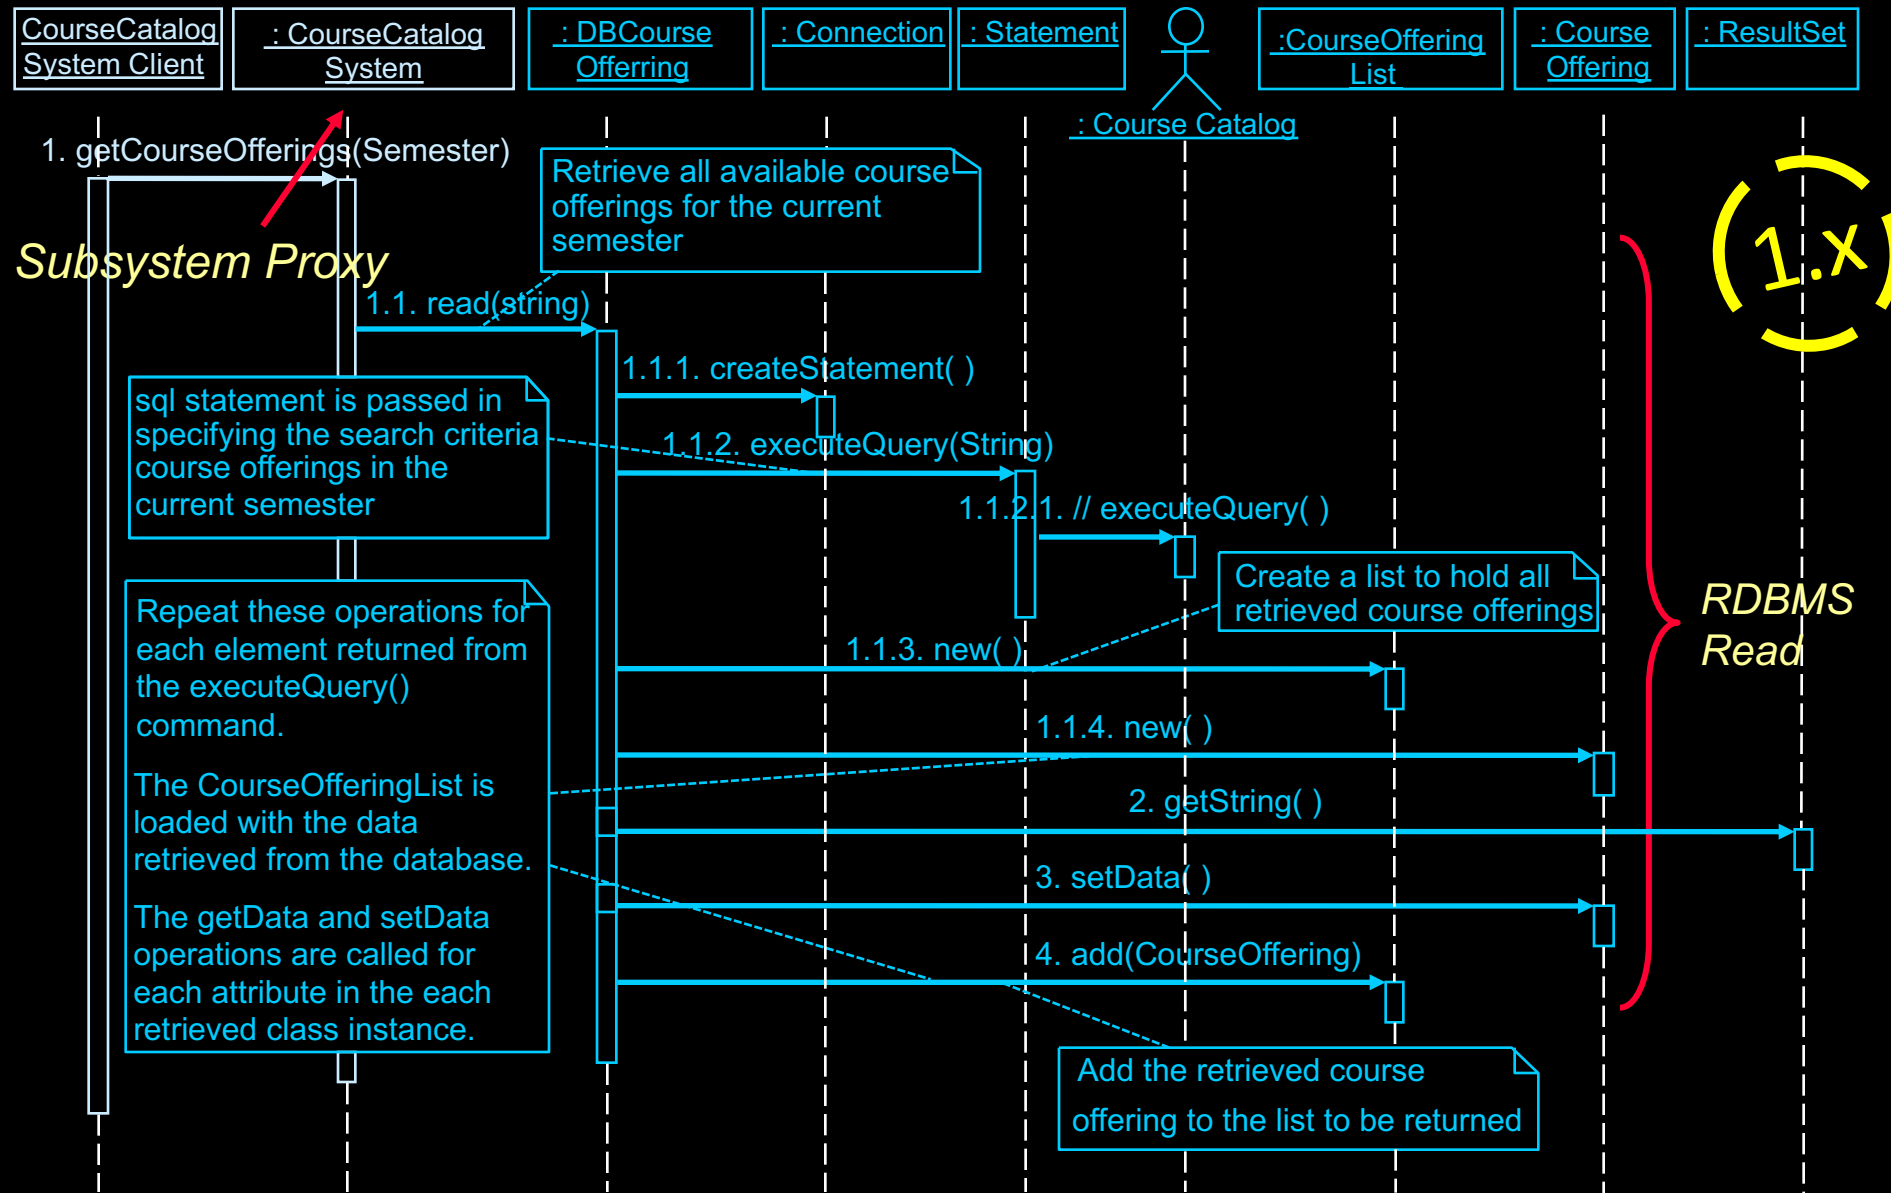 CourseCatalog
System Client
: CourseCatalog
System
: DBCourse
Offerring
: Connection
: Statement
: Course Catalog
:CourseOffering
List
: Course
Offering
: ResultSet
1. getCourseOfferings(Semester)
Retrieve all available course
offerings for the current
semester
Subsystem Proxy
1.x
1.1. read(string)
1.1.1. createStatement( )
sql statement is passed in
specifying the search criteria
course offerings in the
current semester
1.1.2. executeQuery(String)
1.1.2.1. // executeQuery( )
Create a list to hold all
retrieved course offerings
RDBMS
Read
Repeat these operations for
each element returned from
the executeQuery()
command.
The CourseOfferingList is
loaded with the data
retrieved from the database.
The getData and setData
operations are called for
each attribute in the each
retrieved class instance.
1.1.3. new( )
1.1.4. new( )
2. getString( )
3. setData( )
4. add(CourseOffering)
Add the retrieved course
offering to the list to be returned